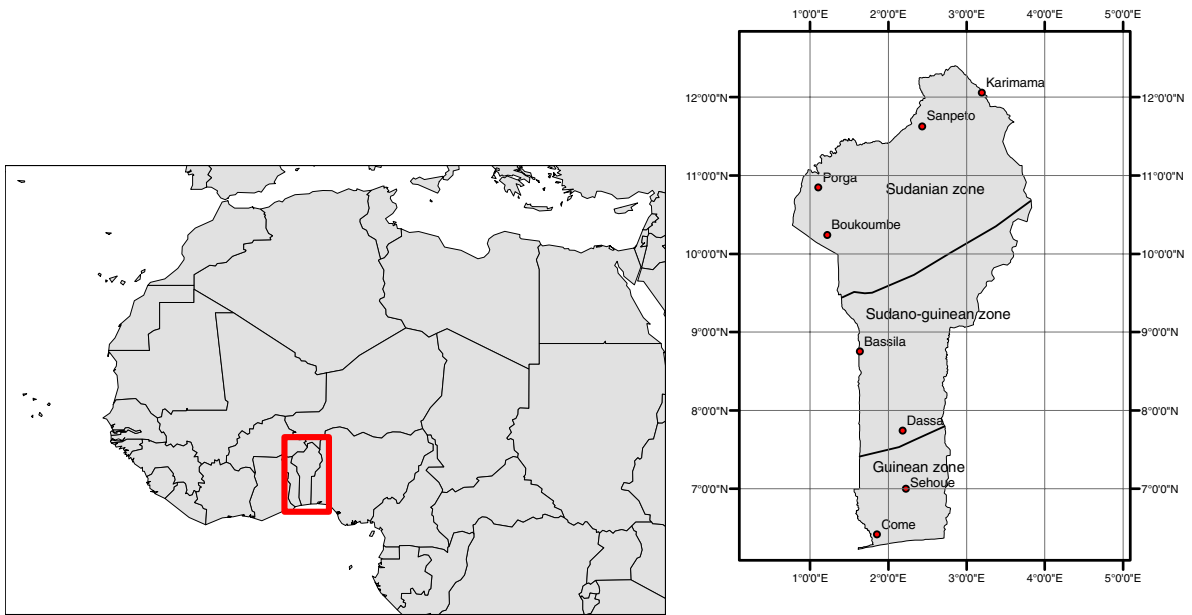 1°0'0"E 2°0'0"E 3°0'0"E 4°0'0"E 5°0'0"E
Karimama
12°0'0"N 12°0'0"N
Sanpeto
11°0'0"N 11°0'0"N
Porga
Sudanian zone
Boukoumbe
10°0'0"N 10°0'0"N
Sudano-guinean zone
9°0'0"N 9°0'0"N
Bassila
8°0'0"N 8°0'0"N
Dassa
Guinean zone
Sehoue
7°0'0"N 7°0'0"N
Come
1°0'0"E 2°0'0"E 3°0'0"E 4°0'0"E 5°0'0"E